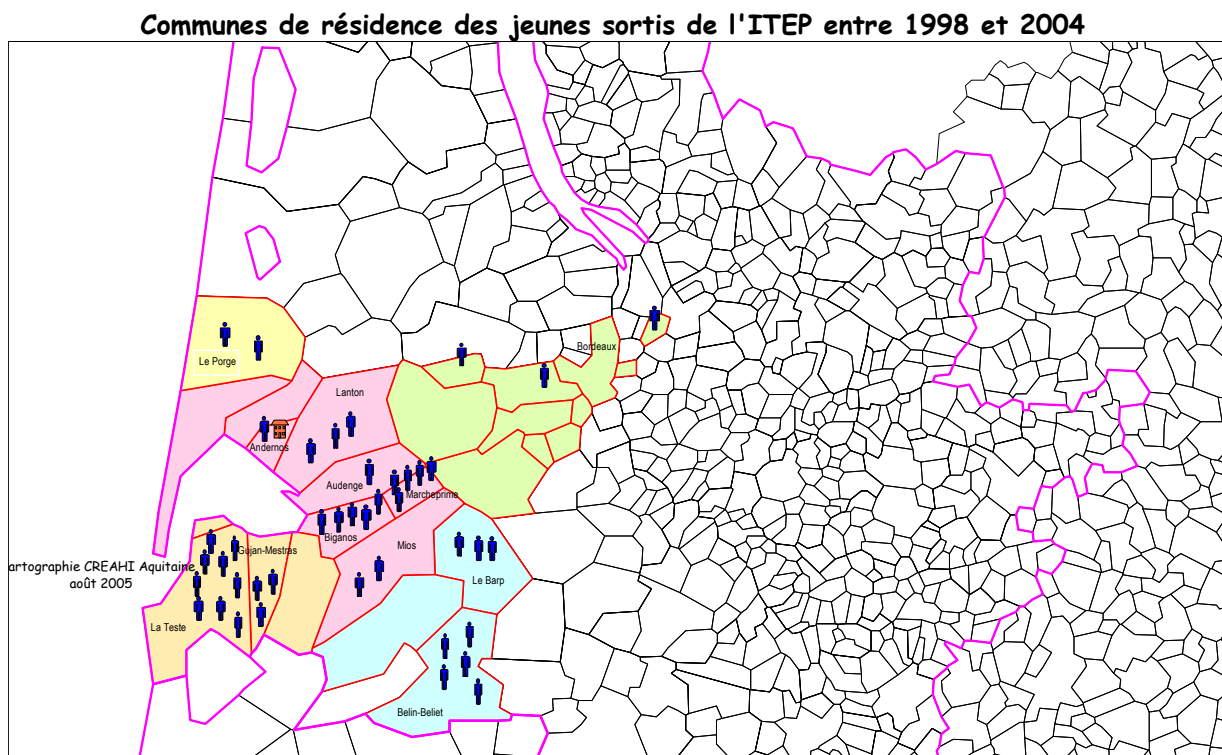 Communes de résidence des jeunes sortis de l'ITEP entre 1998 et 2004
Bordeaux
Le Porge
Lanton
Andernos
Audenge
Marcheprime
Biganos
Mios
Gujan-Mestras
artographie CREAHI Aquitaine
août 2005
Le Barp
La Teste
Belin-Beliet